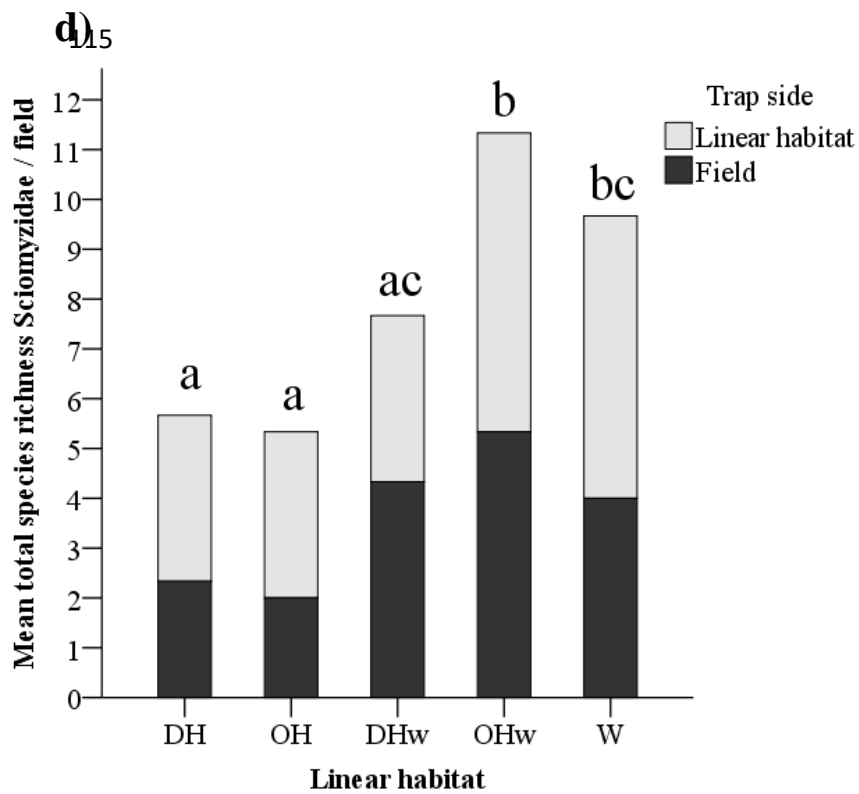 d)
115
Mean total species richness Sciomyzidae / field
12
11
10
9
8
7
6
5
4
3
2
1
0
a
a
ac
b
bc
Trap side
Linear habitat
Field
DH OH DHw OHw W
Linear habitat